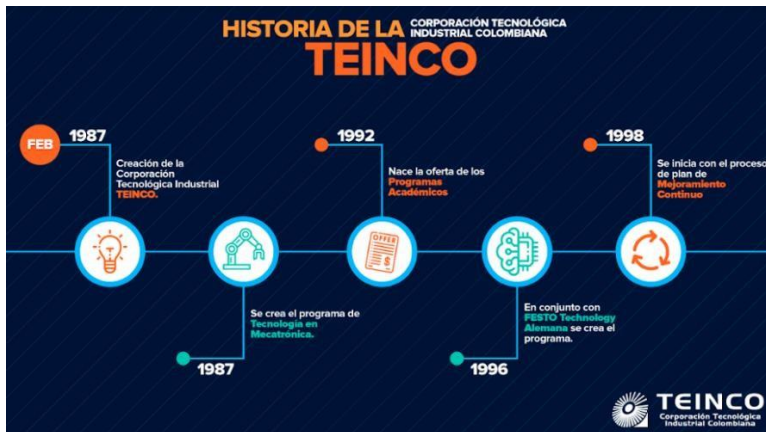 HISTORIA DE LA CORPORACIÓN TECNOLÓGICA
INDUSTRIAL COLOMBIANA
TEINCO
FEB
1987
Creación de la
Corporación
Tecnológica Industrial
TEINCO.
Se crea el programa de
Tecnología en
Mecatrónica.
1987
1992
Nace la oferta de los
Programas
Académicos
OFFER
$
En conjunto con
FESTO Technology
Alemana se crea el
programa.
1996
1998
Se inicia con el proceso
de plan de
Mejoramiento
Continuo
TEINCO
Corporación Tecnológica
Industrial Colombiana